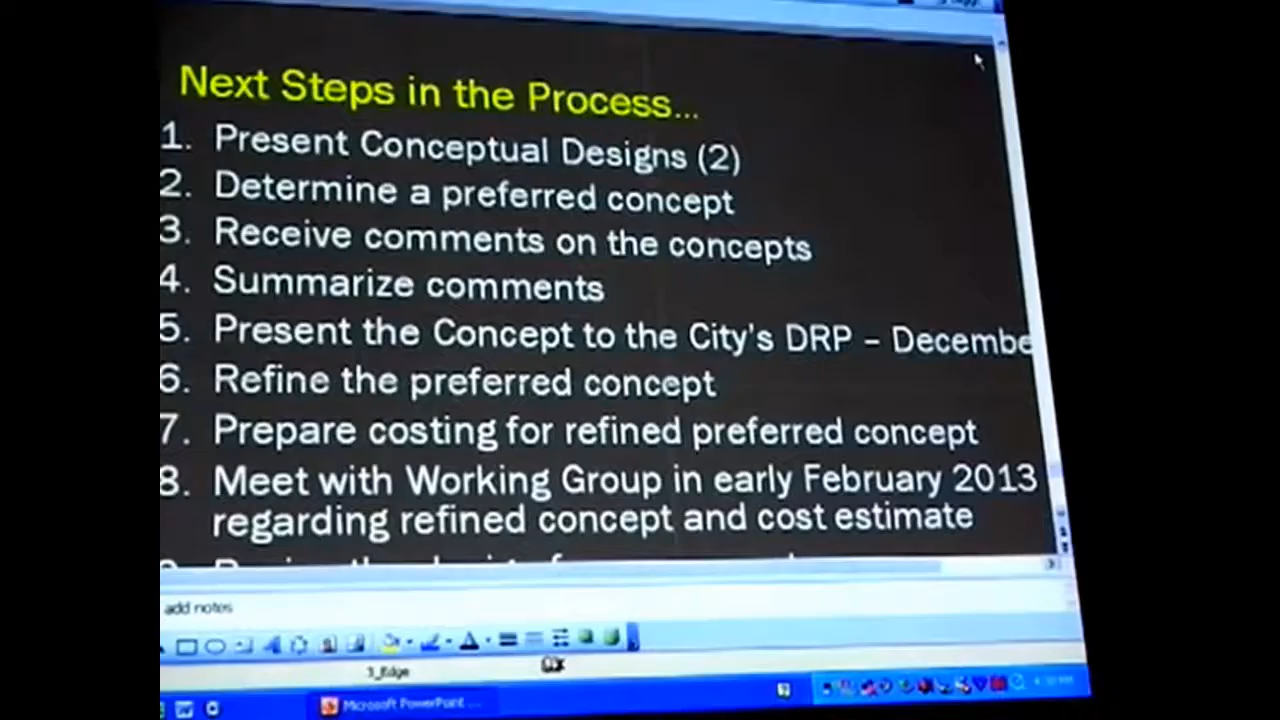 Next Steps in the Process...
1. Present Conceptual Designs (2)
2. Determine a preferred concept
3. Receive comments on the concepts
4. Summarize comments
5. Present the Concept to the City's DRP – Decembe
6. Refine the preferred concept
7. Prepare costing for refined preferred concept
8. Meet with Working Group in early February 2013
regarding refined concept and cost estimate
add notes
3_Edge
Microsoft PowerPoint ...